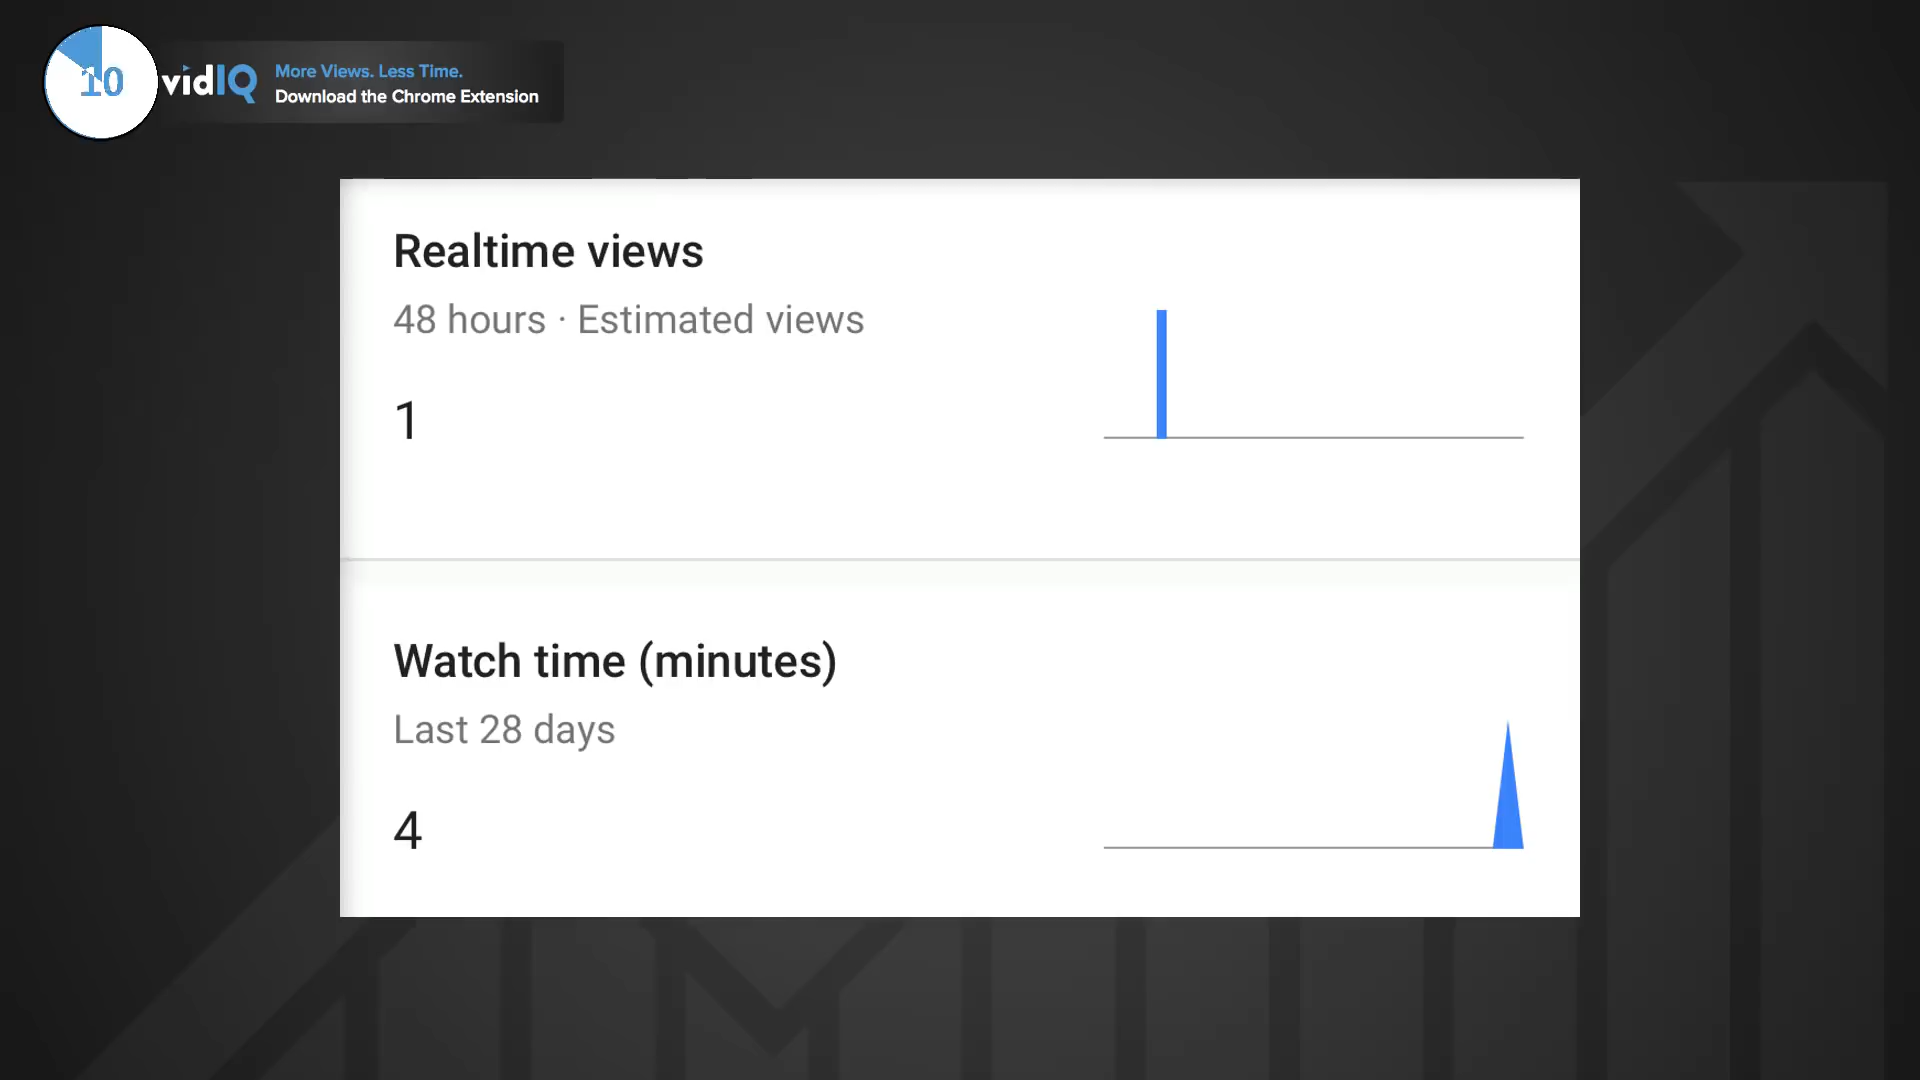 10
vidIQ
More Views. Less Time.
Download the Chrome Extension
Realtime views
48 hours · Estimated views
1
Watch time (minutes)
Last 28 days
4